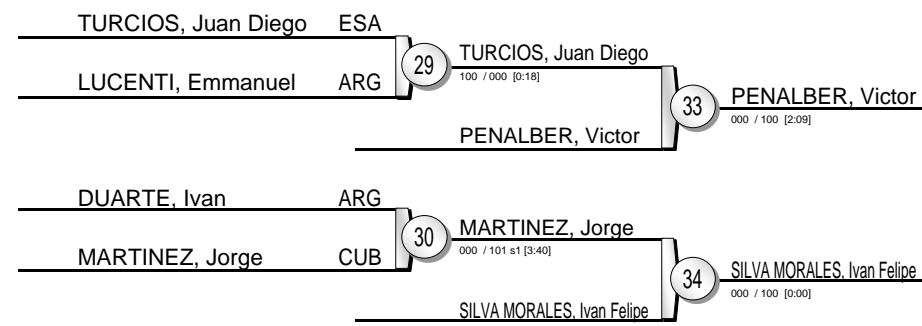 TURCIOS, Juan Diego ESA
LUCENTI, Emmanuel ARG
29
TURCIOS, Juan Diego
100 / 000 [0:18]
PENALBER, Victor
33
PENALBER, Victor
000 / 100 [2:09]
DUARTE, Ivan ARG
MARTINEZ, Jorge CUB
30
MARTINEZ, Jorge
000 / 101 s1 [3:40]
SILVA MORALES, Ivan Felipe
34
SILVA MORALES, Ivan Felipe
000 / 100 [0:00]